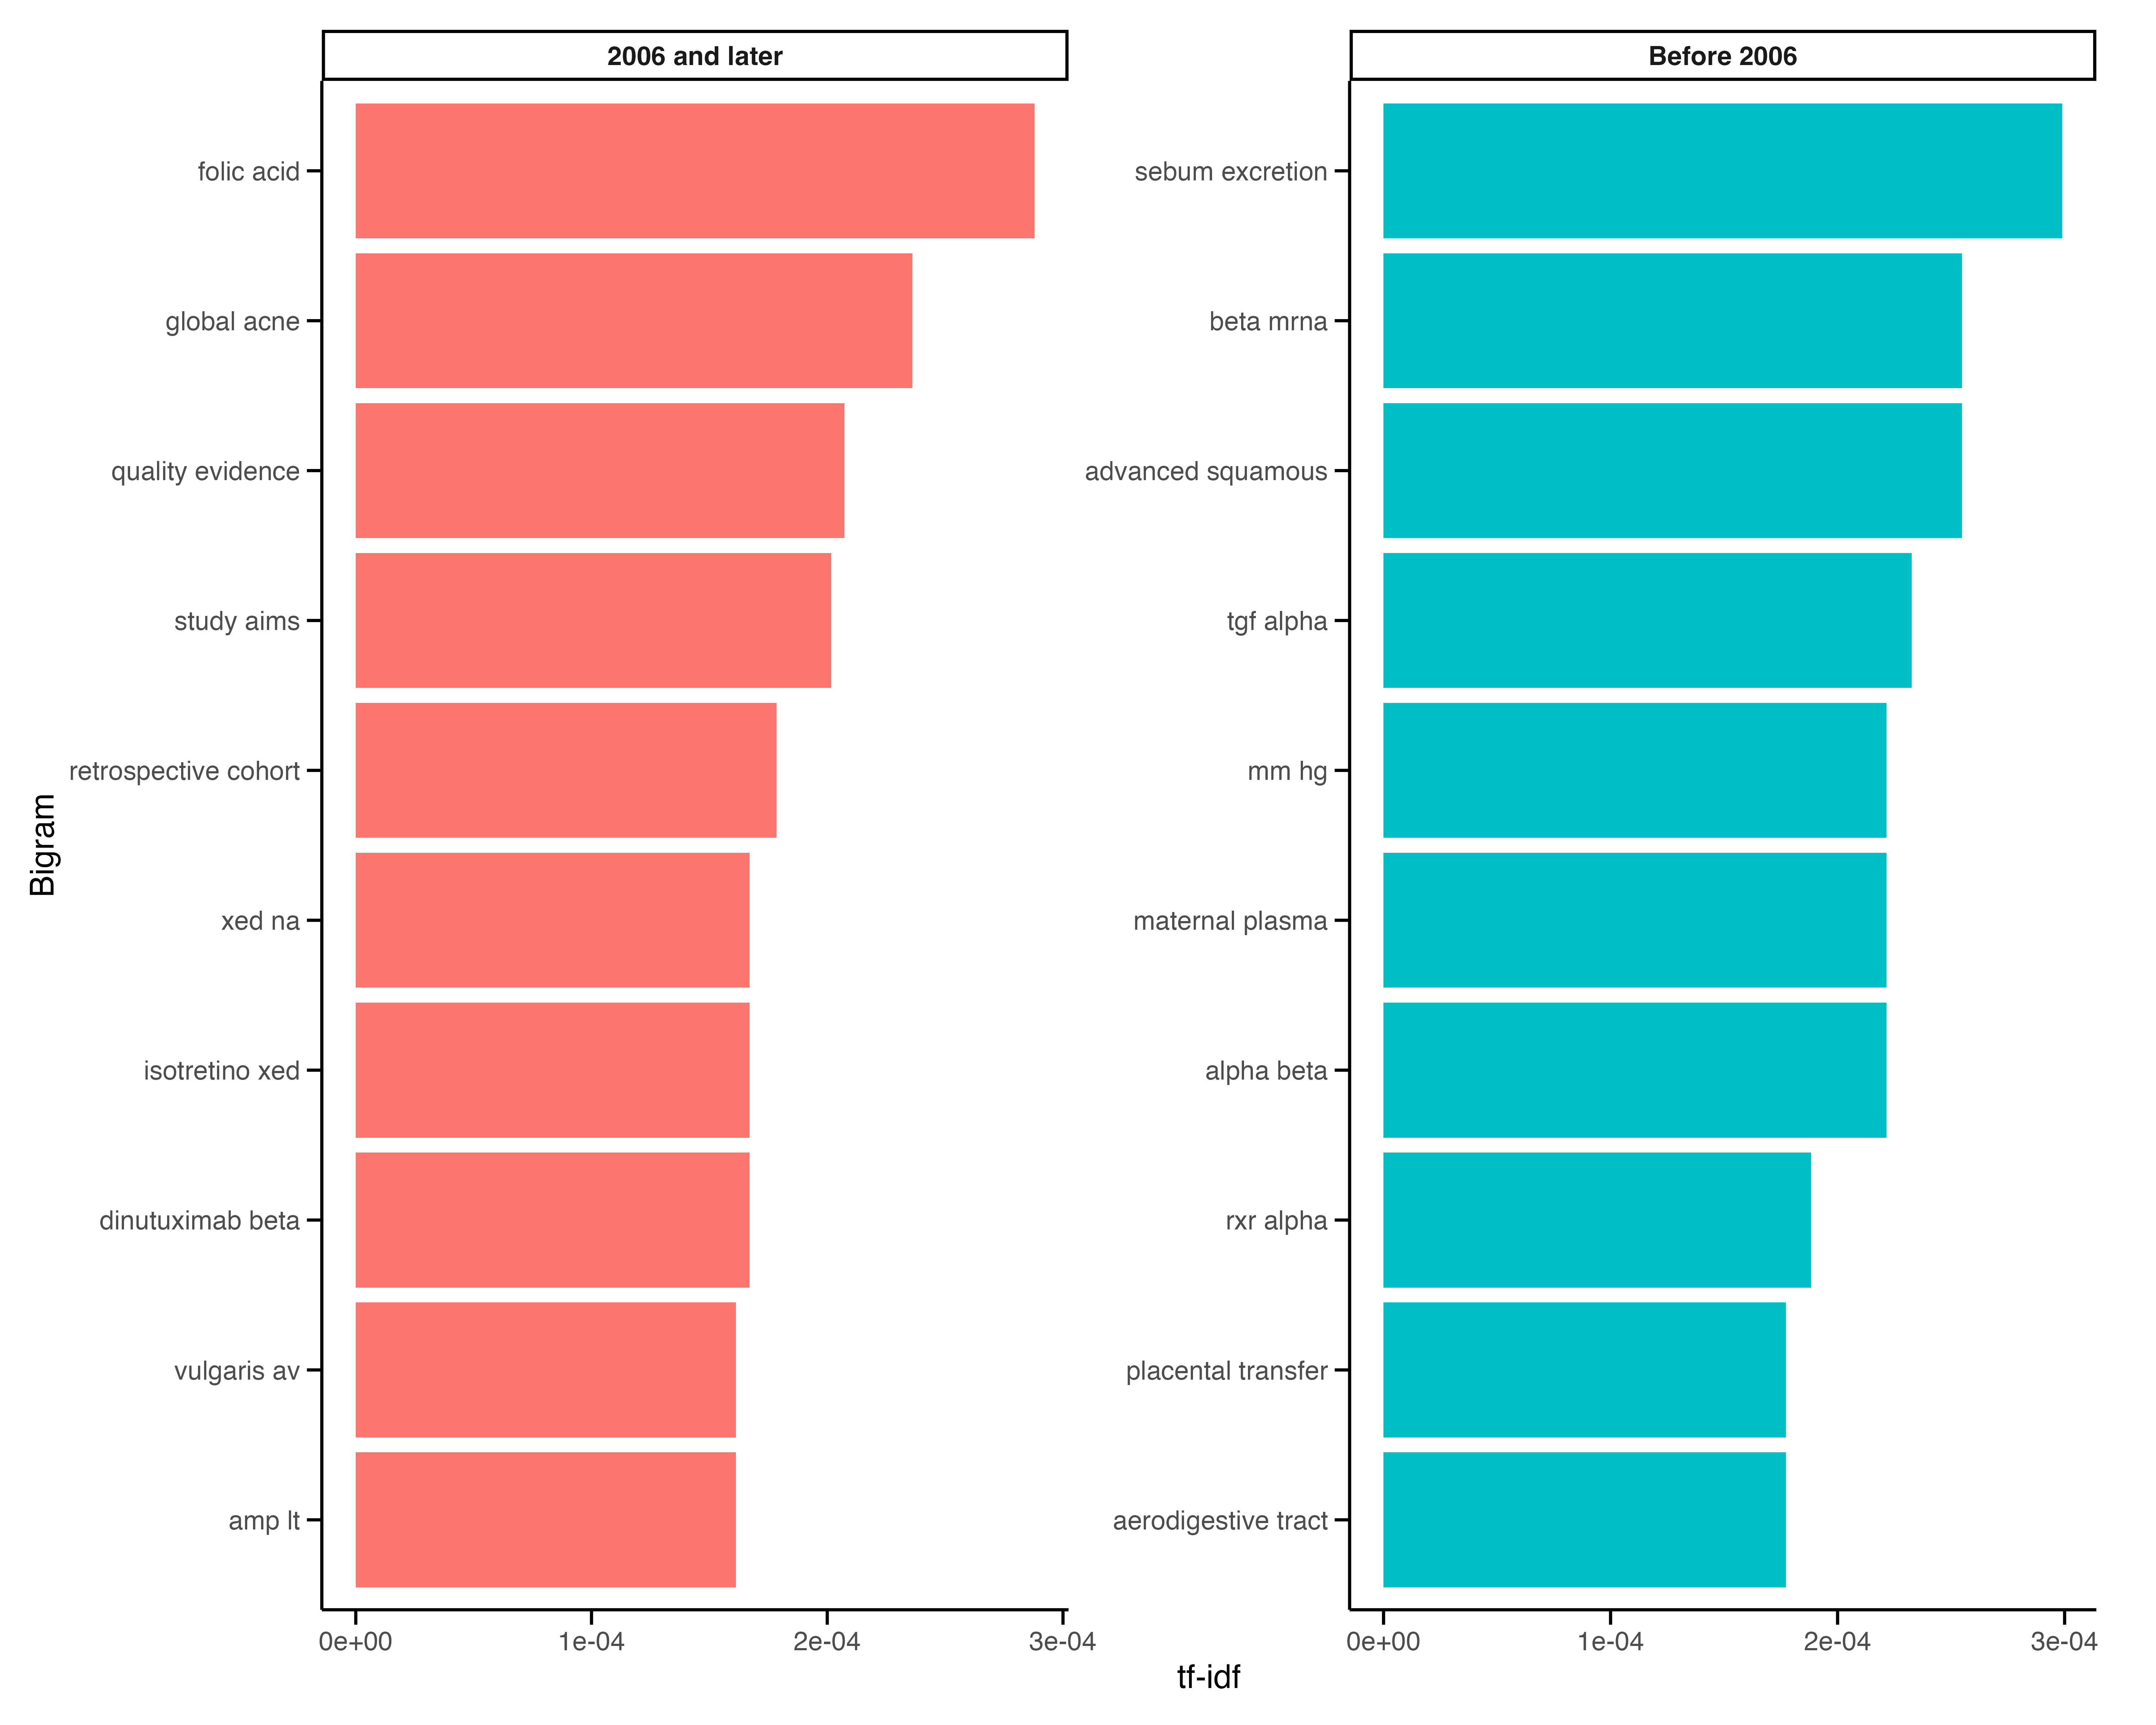 2006 and later
folic acid
global acne
quality evidence
study aims
retrospective cohort
xed na
isotretino xed
dinutuximab beta
vulgaris av
amp lt
0e+00 1e-04 2e-04 3e-04
Before 2006
sebum excretion
beta mrna
advanced squamous
tgf alpha
mm hg
maternal plasma
alpha beta
rxr alpha
placental transfer
aerodigestive tract
0e+00 1e-04 2e-04 3e-04
Bigram
tf-idf